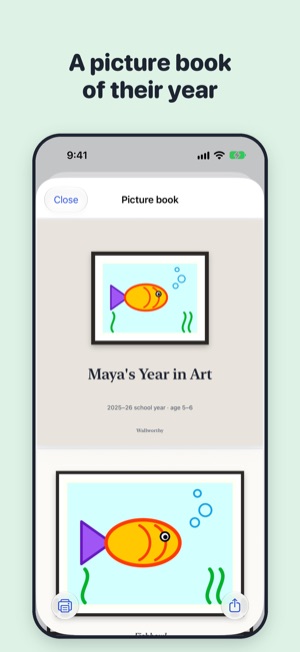 A picture book
of their year
9:41
Close
Picture book
Maya's Year in Art
2025–26 school year · age 5–6
Wallworthy